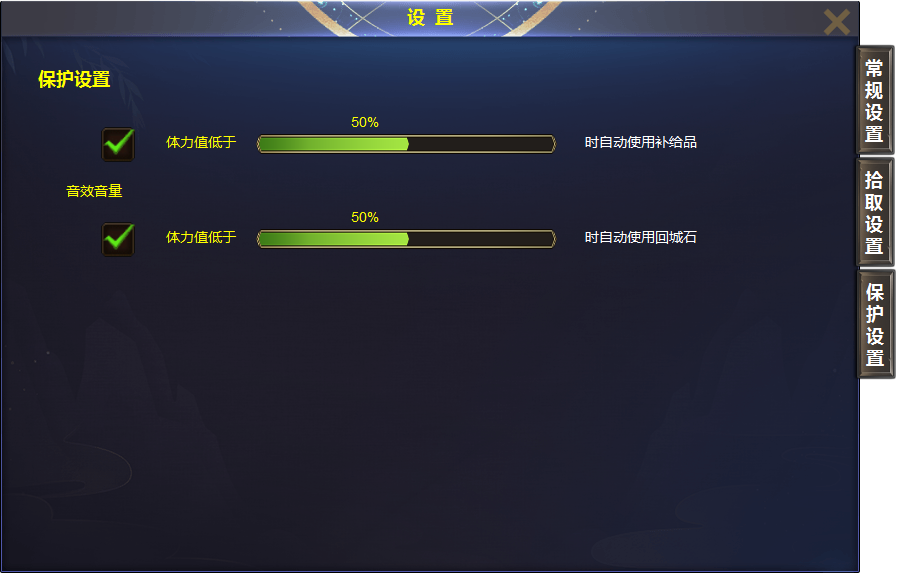 设 置
保护设置
50%
体力值低于
时自动使用补给品
音效音量
50%
体力值低于
时自动使用回城石
常规设置
拾取设置
保护设置